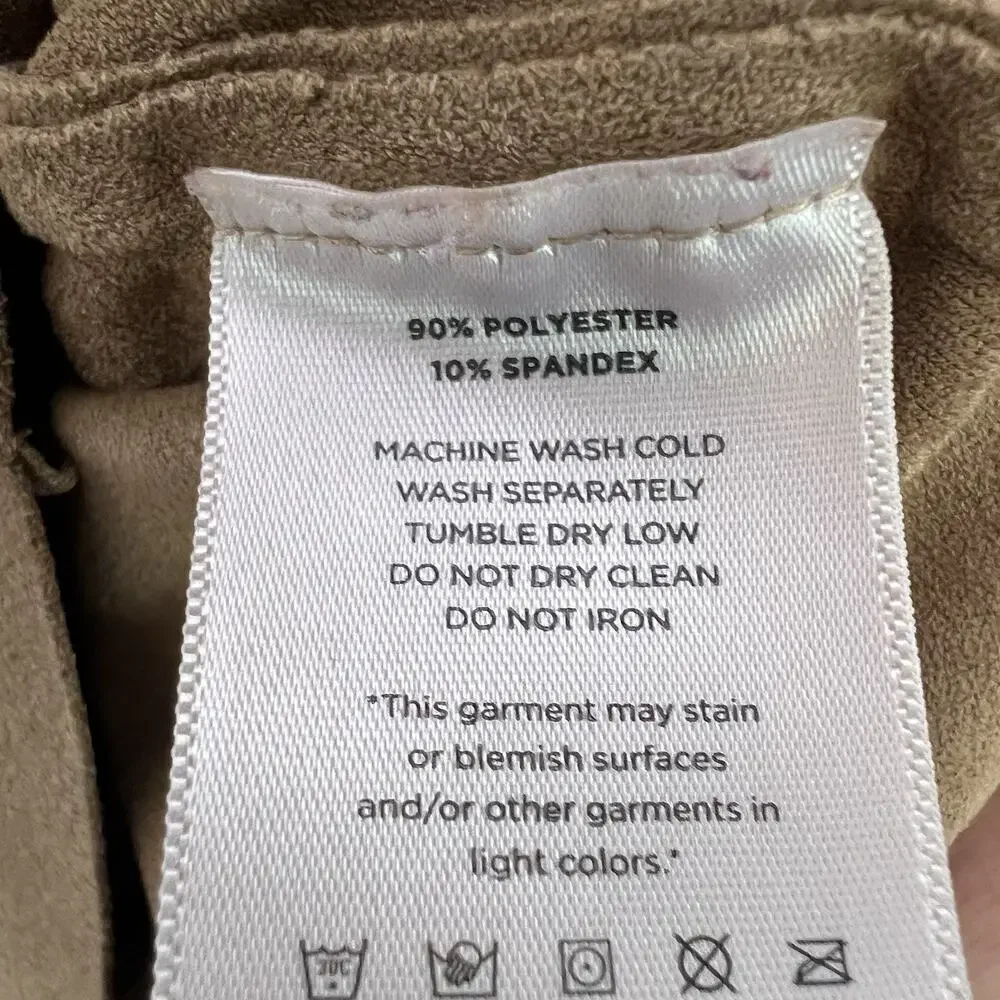 90% POLYESTER
10% SPANDEX
MACHINE WASH COLD
WASH SEPARATELY
TUMBLE DRY LOW
DO NOT DRY CLEAN
DO NOT IRON
*This garment may stain
or blemish surfaces
and/or other garments in
light colors.*
30C